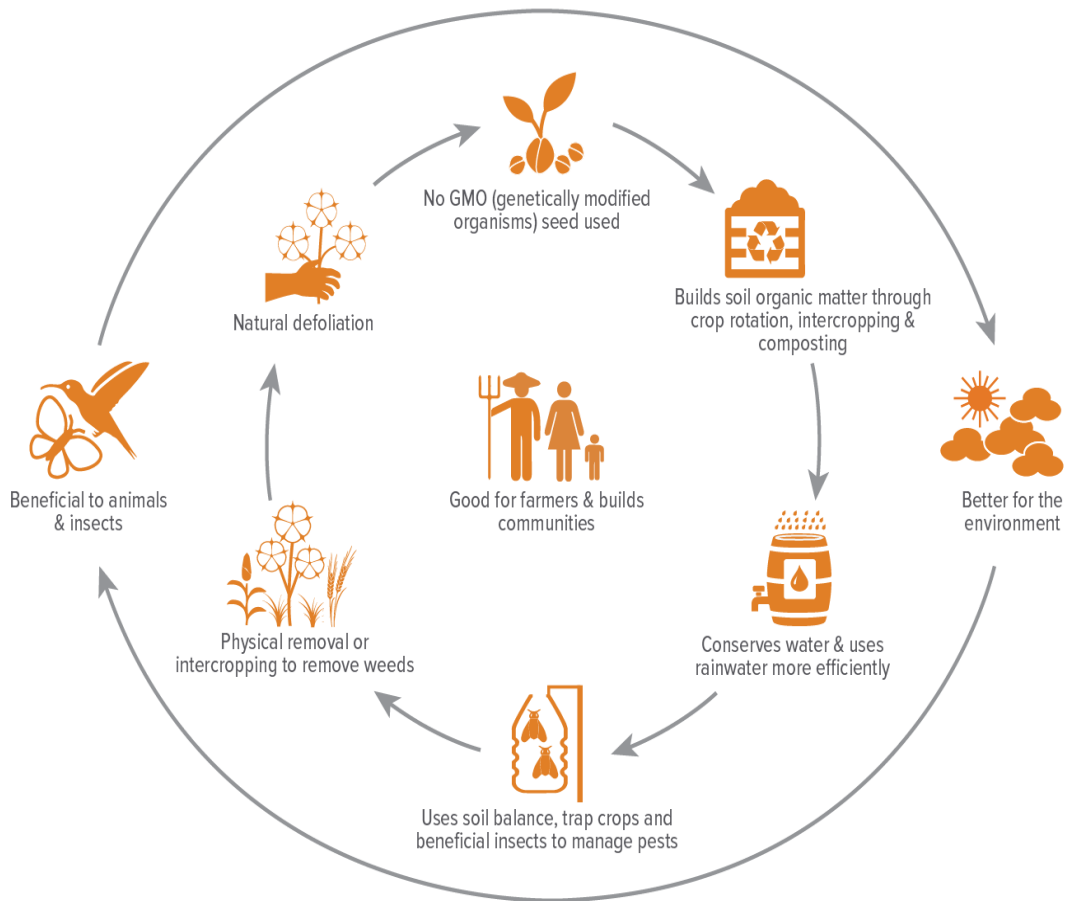 No GMO (genetically modified
organisms) seed used
Builds soil organic matter through
crop rotation, intercropping &
composting
Natural defoliation
Beneficial to animals
& insects
Good for farmers & builds
communities
Better for the
environment
Physical removal or
intercropping to remove weeds
Conserves water & uses
rainwater more efficiently
Uses soil balance, trap crops and
beneficial insects to manage pests